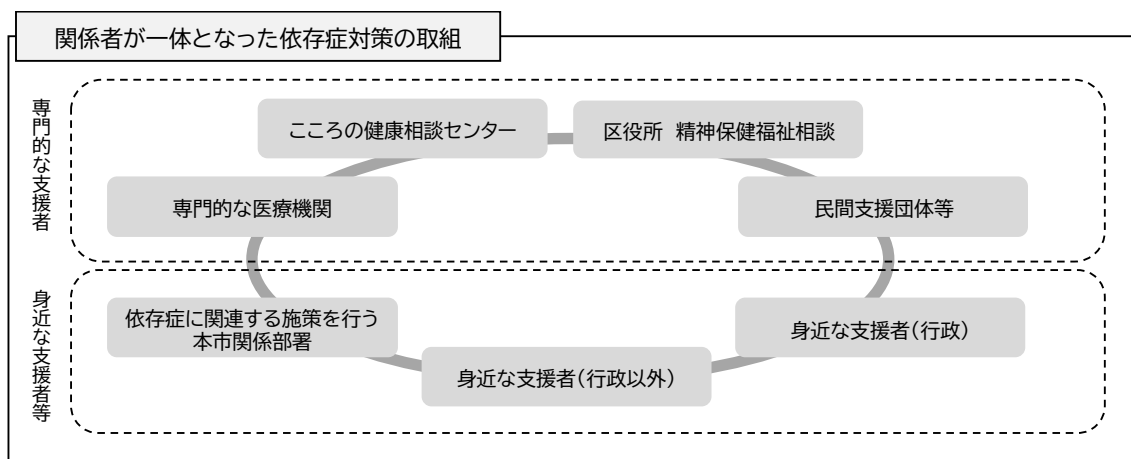 関係者が一体となった依存症対策の取組
専門的な支援者
こころの健康相談センター
区役所 精神保健福祉相談
専門的な医療機関
民間支援団体等
身近な支援者等
依存症に関連する施策を行う
本市関係部署
身近な支援者(行政)
身近な支援者(行政以外)